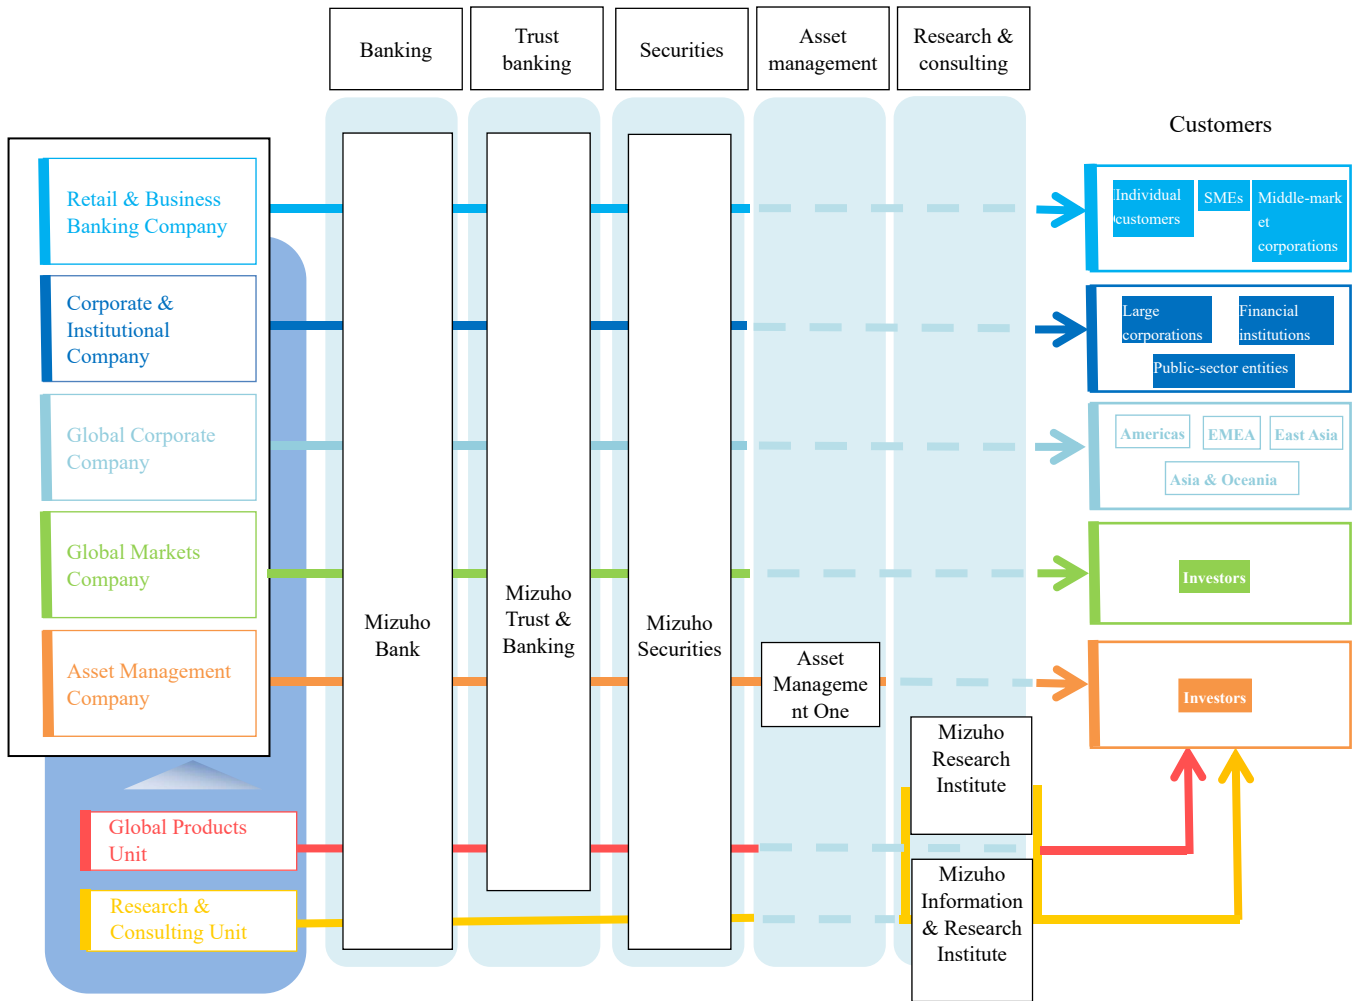 Banking
Trust
banking
Securities
Asset
management
Research &
consulting
Customers
Retail & Business
Banking Company
Individual
customers
SMEs
Middle-mark
et
corporations
Corporate &
Institutional
Company
Large
corporations
Financial
institutions
Public-sector entities
Global Corporate
Company
Americas
EMEA
East Asia
Asia & Oceania
Global Markets
Company
Investors
Asset Management
Company
Mizuho
Bank
Mizuho
Trust &
Banking
Mizuho
Securities
Asset
Manageme
nt One
Investors
Mizuho
Research
Institute
Global Products
Unit
Mizuho
Information
& Research
Institute
Research &
Consulting Unit